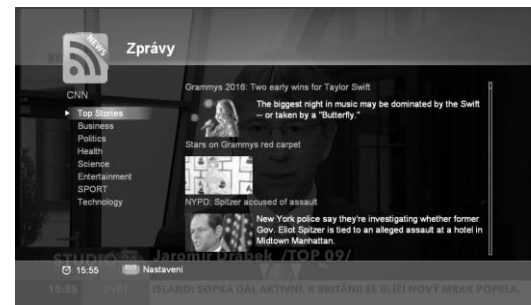 NEWS
Zprávy
CNN
Top Stories
Business
Politics
Health
Science
Entertainment
SPORT
Technology
Grammys 2016: Two early wins for Taylor Swift
The biggest night in music may be dominated by the Swift
-- or taken by a "Butterfly."
Stars on Grammys red carpet
NYPD: Spitzer accused of assault
New York police say they're investigating whether former
Gov. Eliot Spitzer is tied to an alleged assault at a hotel in
Midtown Manhattan.
STUDIO
Jaromír Drábek /TOP 09/
15:55
Nastavení
15:55 SVĚT ISLAND: SOPKA DÁL AKTIVNÍ, K BRITÁNII SE BLÍŽÍ NOVÝ MRAK POPELA,